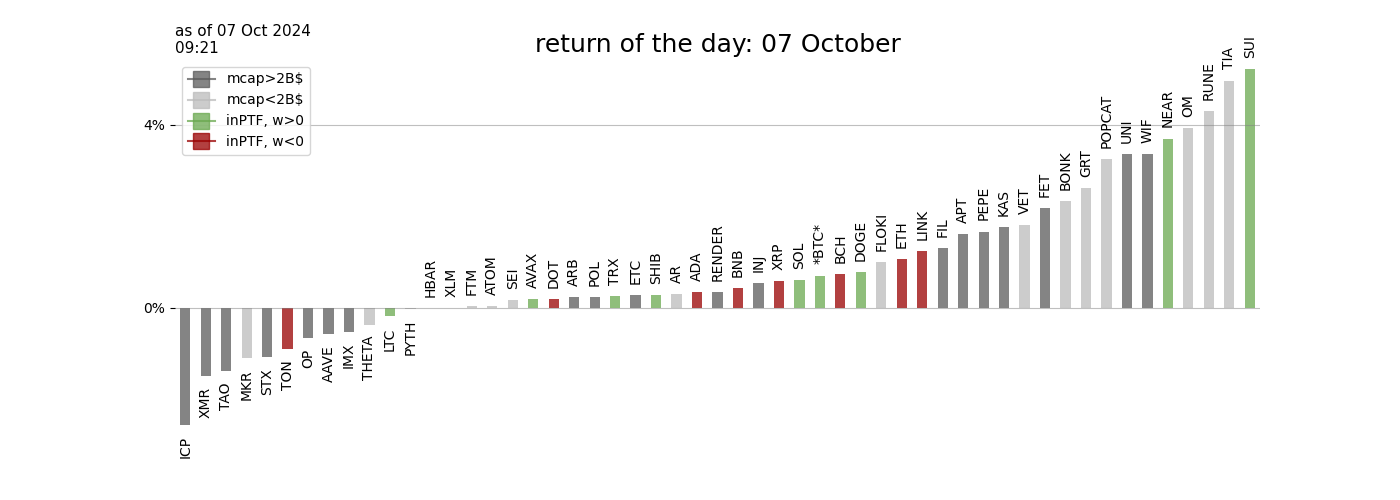 as of 07 Oct 2024
09:21
return of the day: 07 October
mcap>2B$
mcap<2B$
inPTF, w>0
inPTF, w<0
4%
0%
ICP
XMR
TAO
MKR
STX
TON
OP
AAVE
IMX
THETA
LTC
PYTH
HBAR
XLM
FTM
ATOM
SEI
AVAX
DOT
ARB
POL
TRX
ETC
SHIB
AR
ADA
RENDER
BNB
INJ
XRP
SOL
*BTC*
BCH
DOGE
FLOKI
ETH
LINK
FIL
APT
PEPE
KAS
VET
FET
BONK
GRT
POPCAT
UNI
WIF
NEAR
OM
RUNE
TIA
SUI